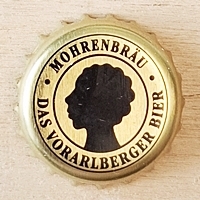 MOHRENBRÄU
· DAS VORARLBERGER BIER ·